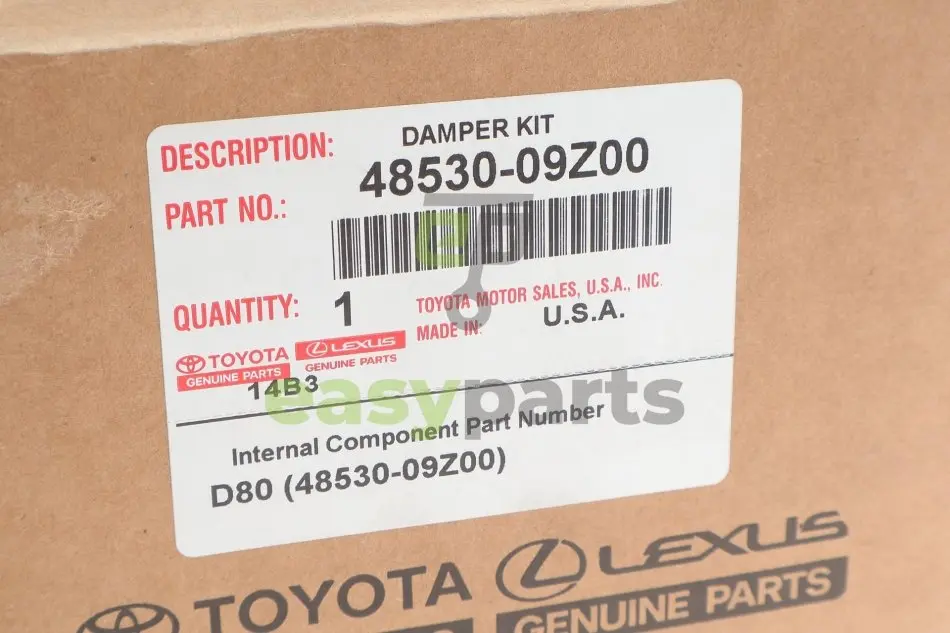 DESCRIPTION: DAMPER KIT
PART NO.: 48530-09Z00
QUANTITY: 1
TOYOTA MOTOR SALES, U.S.A., INC.
MADE IN: U.S.A.
TOYOTA
GENUINE PARTS
LEXUS
GENUINE PARTS
14B3
easyparts
Internal Component Part Number
D80 (48530-09Z00)
TOYOTA LEXUS
GENUINE PARTS